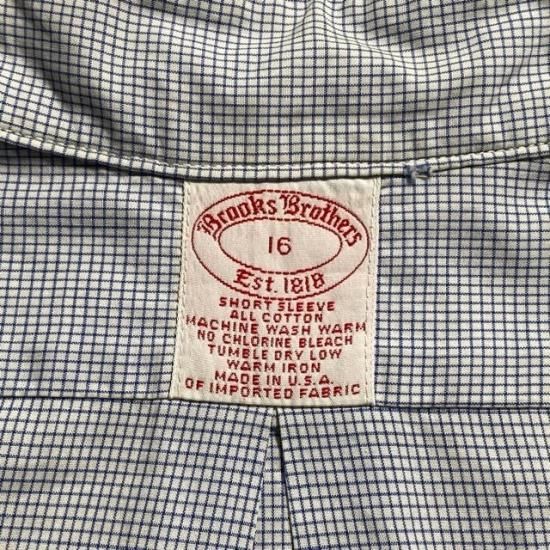 Brooks Brothers
16
Est. 1818
SHORT SLEEVE
ALL COTTON
MACHINE WASH WARM
NO CHLORINE BLEACH
TUMBLE DRY LOW
WARM IRON
MADE IN U.S.A.
OF IMPORTED FABRIC